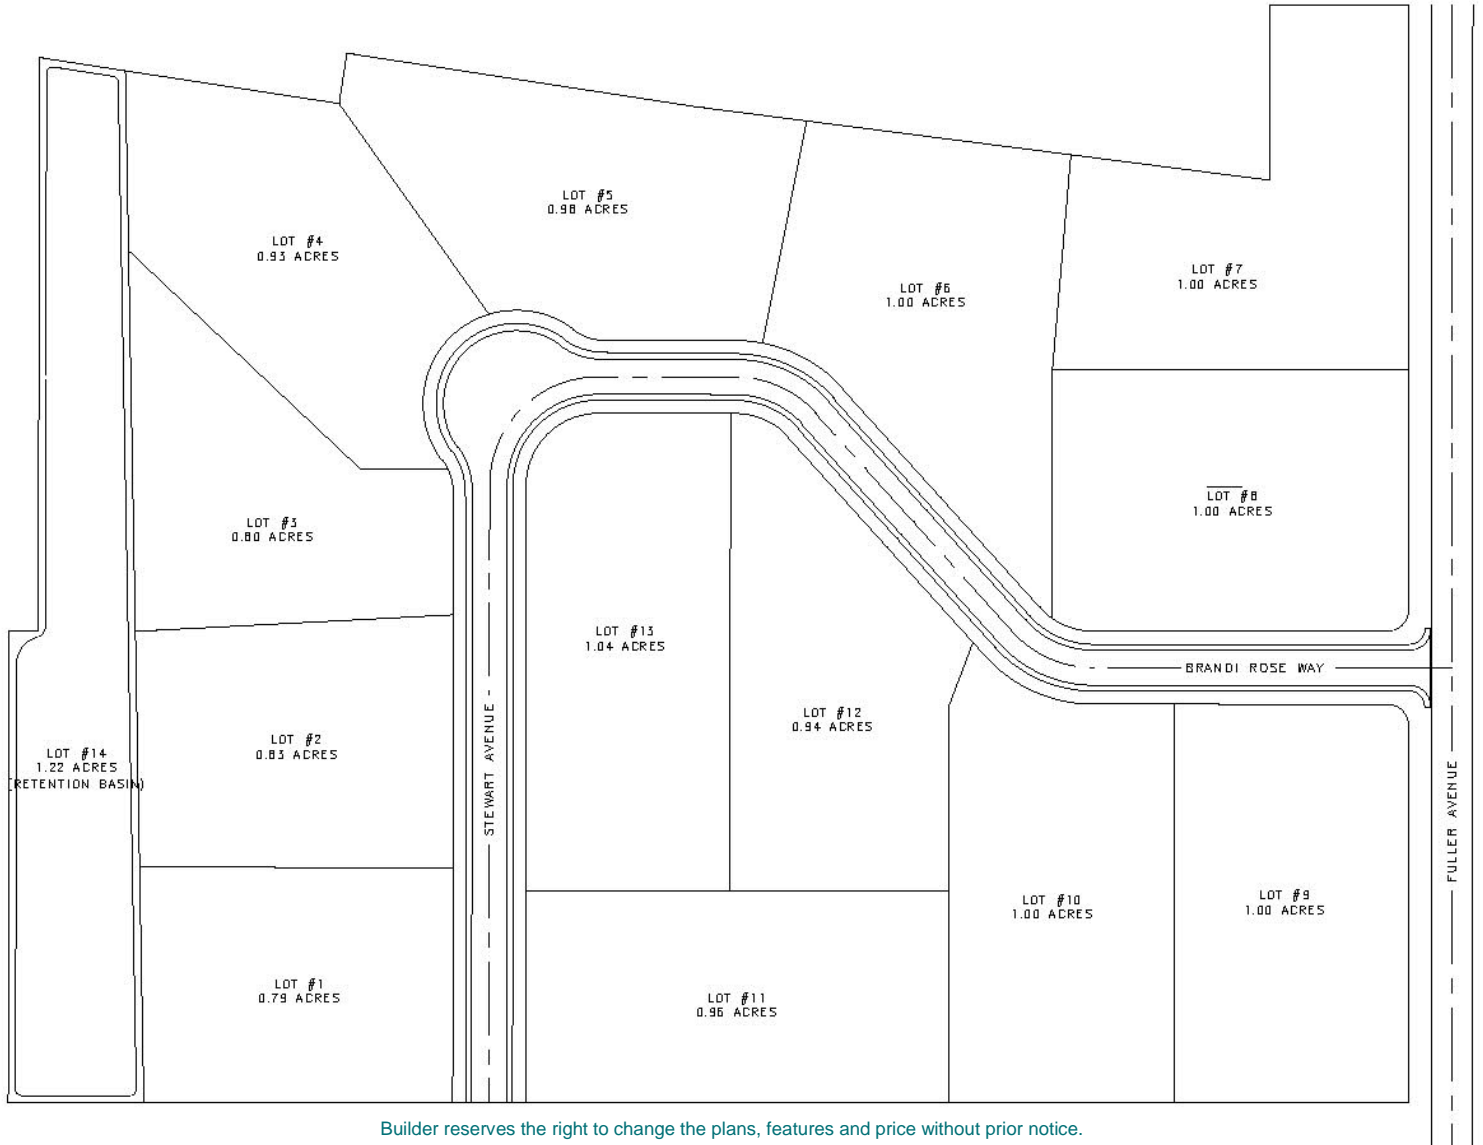 LOT #5
0.98 ACRES
LOT #4
0.93 ACRES
LOT #7
1.00 ACRES
LOT #6
1.00 ACRES
LOT #8
1.00 ACRES
LOT #3
0.80 ACRES
LOT #13
1.04 ACRES
BRANDI ROSE WAY
LOT #12
0.94 ACRES
LOT #2
0.83 ACRES
LOT #14
1.22 ACRES
(RETENTION BASIN)
STEWART AVENUE
FULLER AVENUE
LOT #9
1.00 ACRES
LOT #10
1.00 ACRES
LOT #1
0.79 ACRES
LOT #11
0.96 ACRES
Builder reserves the right to change the plans, features and price without prior notice.